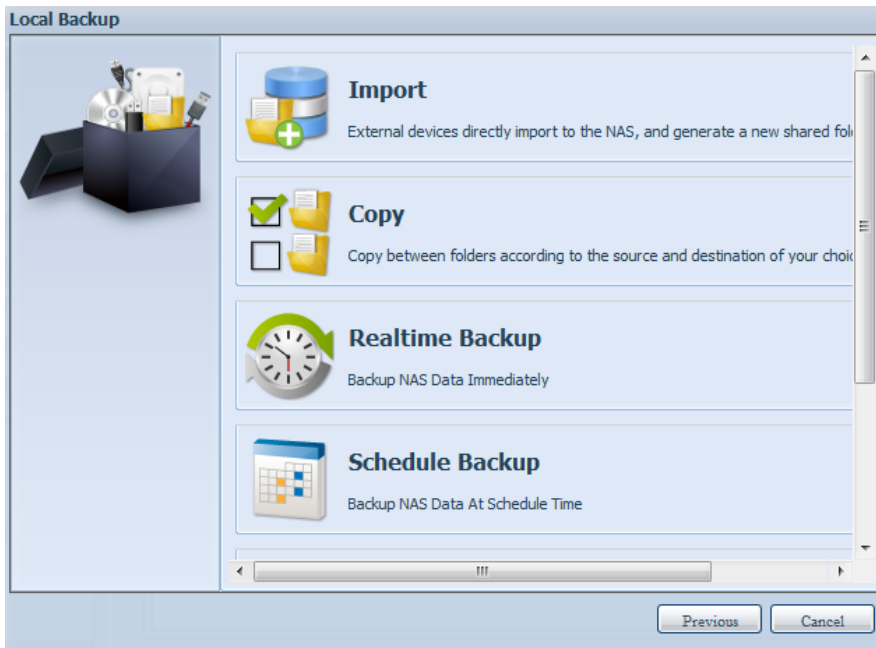 Local Backup
Import
External devices directly import to the NAS, and generate a new shared
Copy
Copy between folders according to the source and destination of your
Realtime Backup
Backup NAS Data Immediately
Schedule Backup
Backup NAS Data At Schedule Time
Previous
Cancel